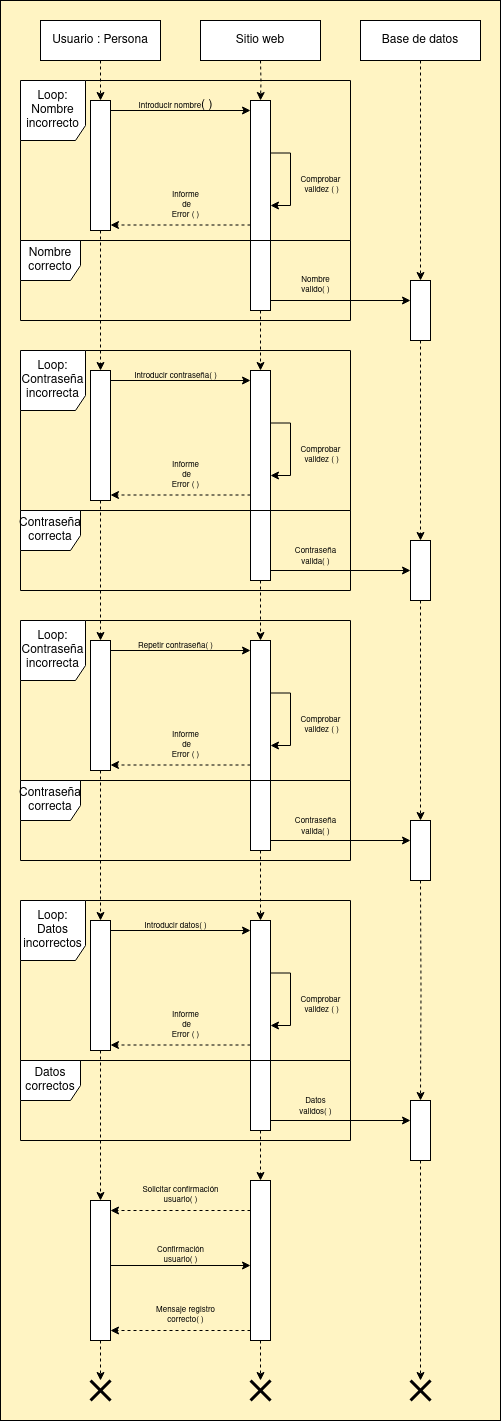 Usuario : Persona
Sitio web
Base de datos
Loop:
Nombre
incorrecto
Introducir nombre( )
Comprobar
validez ( )
Informe
de
Error ( )
Nombre
correcto
Nombre
valido( )
Loop:
Contraseña
incorrecta
Introducir contraseña( )
Comprobar
validez ( )
Informe
de
Error ( )
Contraseña
correcta
Contraseña
valida( )
Loop:
Contraseña
incorrecta
Repetir contraseña( )
Comprobar
validez ( )
Informe
de
Error ( )
Contraseña
correcta
Contraseña
valida( )
Loop:
Datos
incorrectos
Introducir datos( )
Comprobar
validez ( )
Informe
de
Error ( )
Datos
correctos
Datos
validos( )
Solicitar confirmación
usuario( )
Confirmación
usuario( )
Mensaje registro
correcto( )